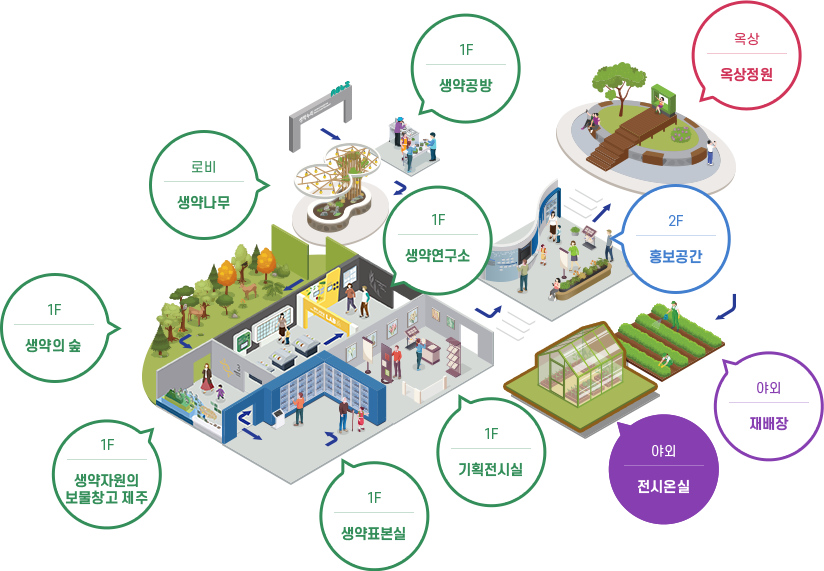 1F
생약공방
옥상
옥상정원
로비
생약나무
1F
생약연구소
2F
홍보공간
1F
생약의 숲
야외
재배장
1F
생약자원의
보물창고 제주
1F
기획전시실
야외
전시온실
1F
생약표본실